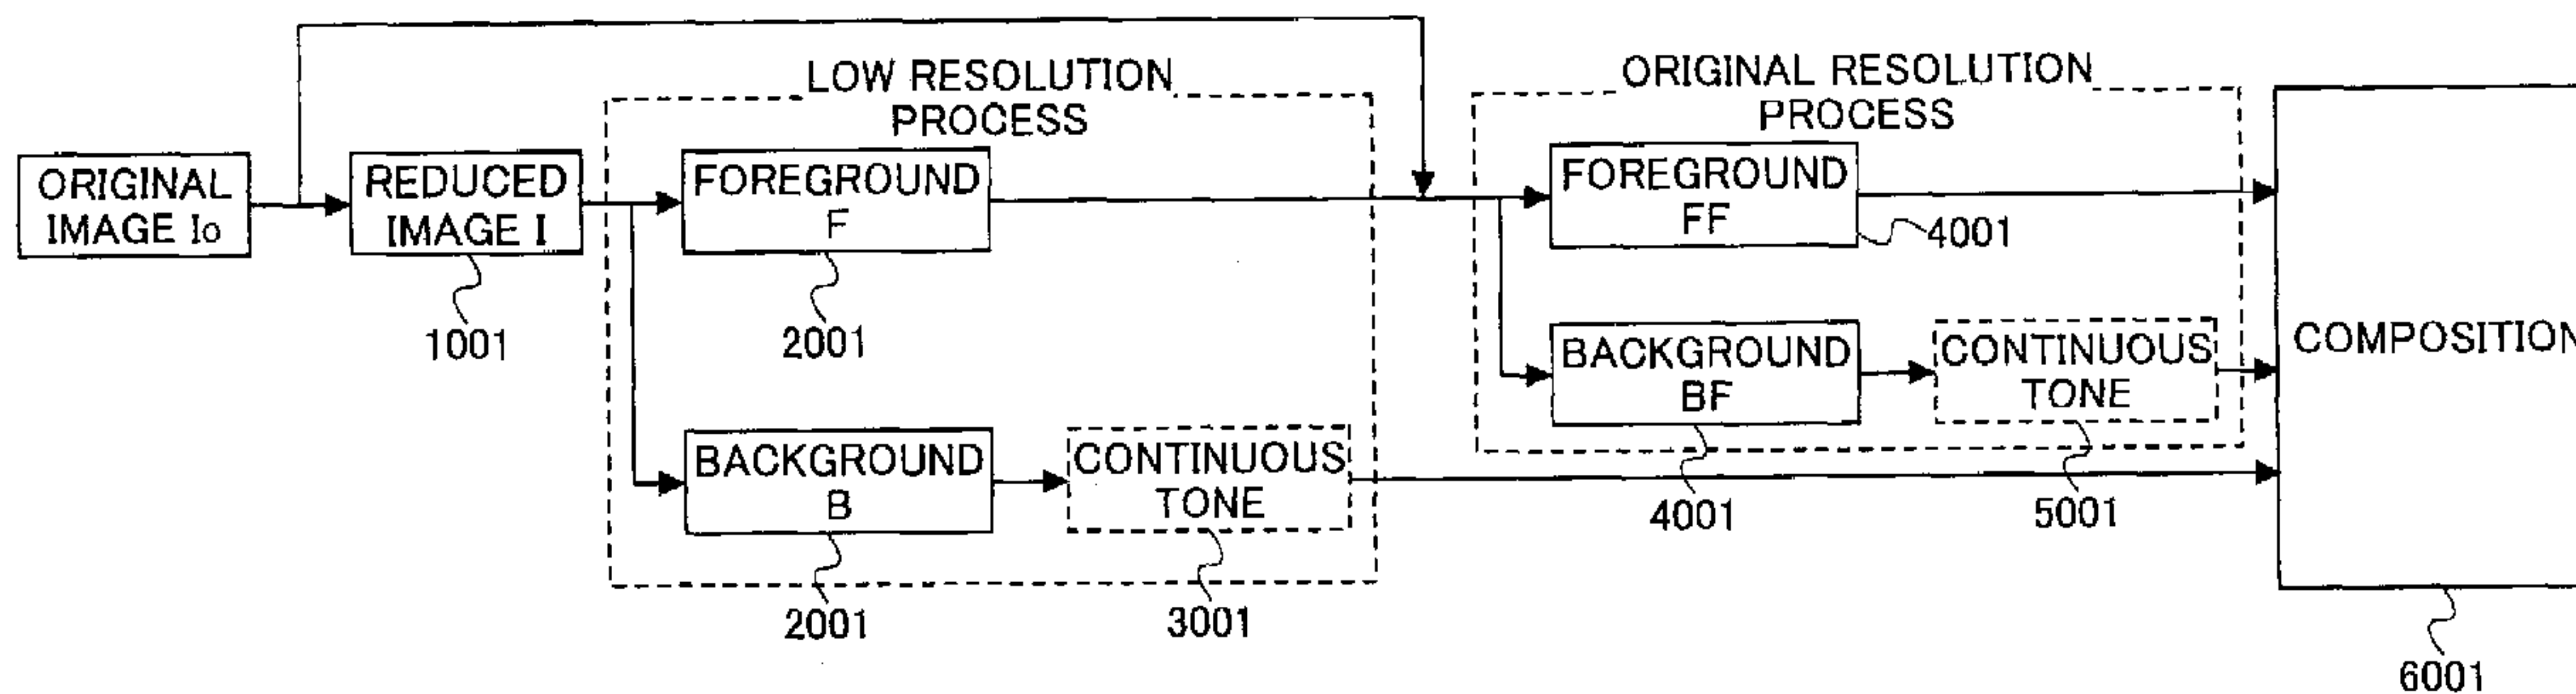 LOW RESOLUTION
PROCESS
ORIGINAL RESOLUTION
PROCESS
ORIGINAL
IMAGE Io
REDUCED
IMAGE I
1001
FOREGROUND
F
2001
FOREGROUND
FF
4001
BACKGROUND
B
2001
CONTINUOUS
TONE
3001
BACKGROUND
BF
4001
CONTINUOUS
TONE
5001
COMPOSITION
6001